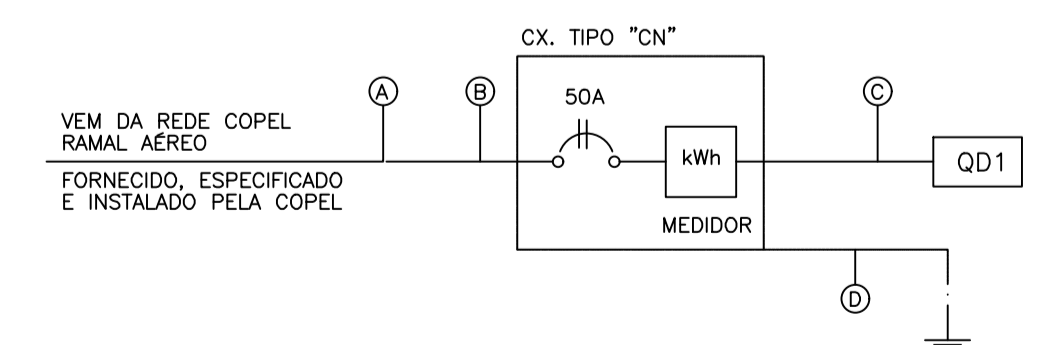 CX. TIPO "CN"
A
B
50A
C
VEM DA REDE COPEL
RAMAL AÉREO
kWh
QD1
FORNECIDO, ESPECIFICADO
E INSTALADO PELA COPEL
MEDIDOR
D